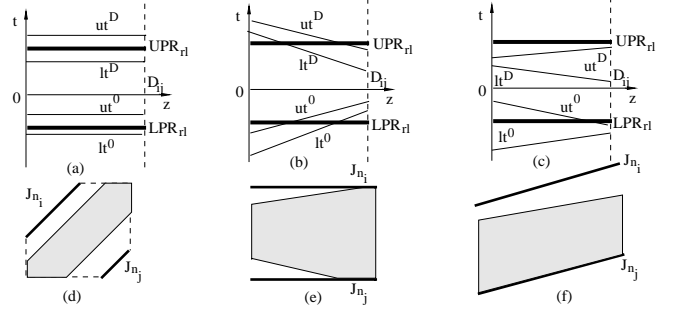 t
ut^D
UPR_rl
lt^D
D_ij
0
z
ut^0
LPR_rl
lt^0
(a)
t
ut^D
UPR_rl
lt^D
D_ij
0
z
ut^0
LPR_rl
lt^0
(b)
t
UPR_rl
ut^D
lt^D
D_ij
0
z
ut^0
LPR_rl
lt^0
(c)
J_n_i
J_n_j
(d)
J_n_i
J_n_j
(e)
J_n_i
J_n_j
(f)